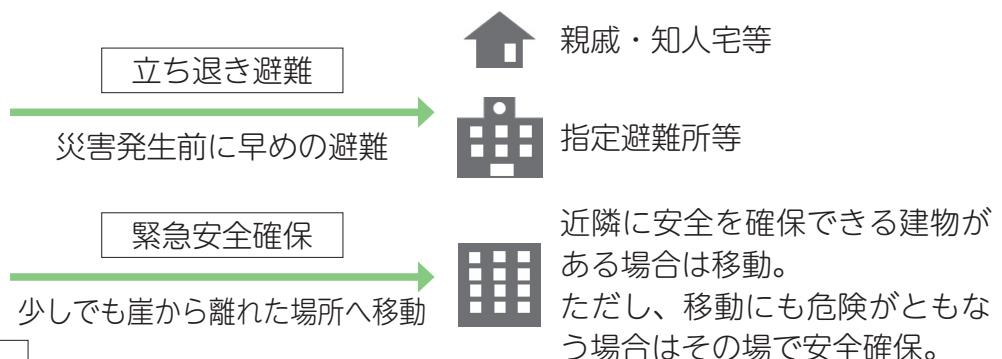 立ち退き避難
災害発生前に早めの避難
親戚・知人宅等
指定避難所等
緊急安全確保
少しでも崖から離れた場所へ移動
近隣に安全を確保できる建物が
ある場合は移動。
ただし、移動にも危険がともな
う場合はその場で安全確保。